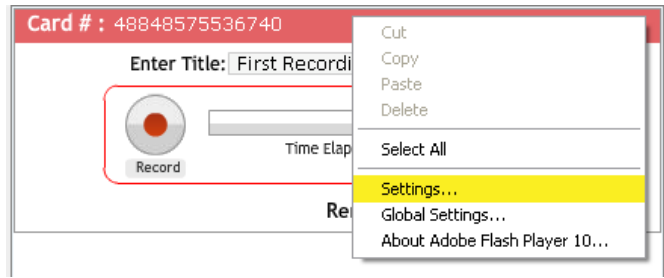 Card # : 48848575536740
Enter Title: First Recordi
Time Elap
Record
Cut
Copy
Paste
Delete
Select All
Settings...
Global Settings...
About Adobe Flash Player 10...